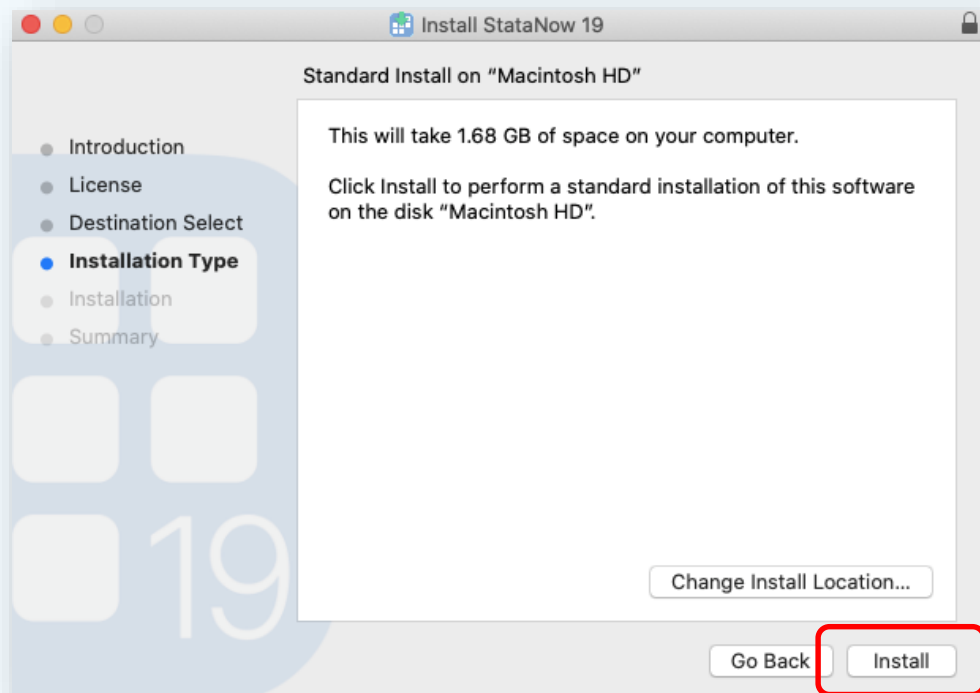 Install StataNow 19
Standard Install on “Macintosh HD”
Introduction
License
Destination Select
Installation Type
Installation
Summary
This will take 1.68 GB of space on your computer.
Click Install to perform a standard installation of this software
on the disk “Macintosh HD”.
19
Change Install Location...
Go Back
Install